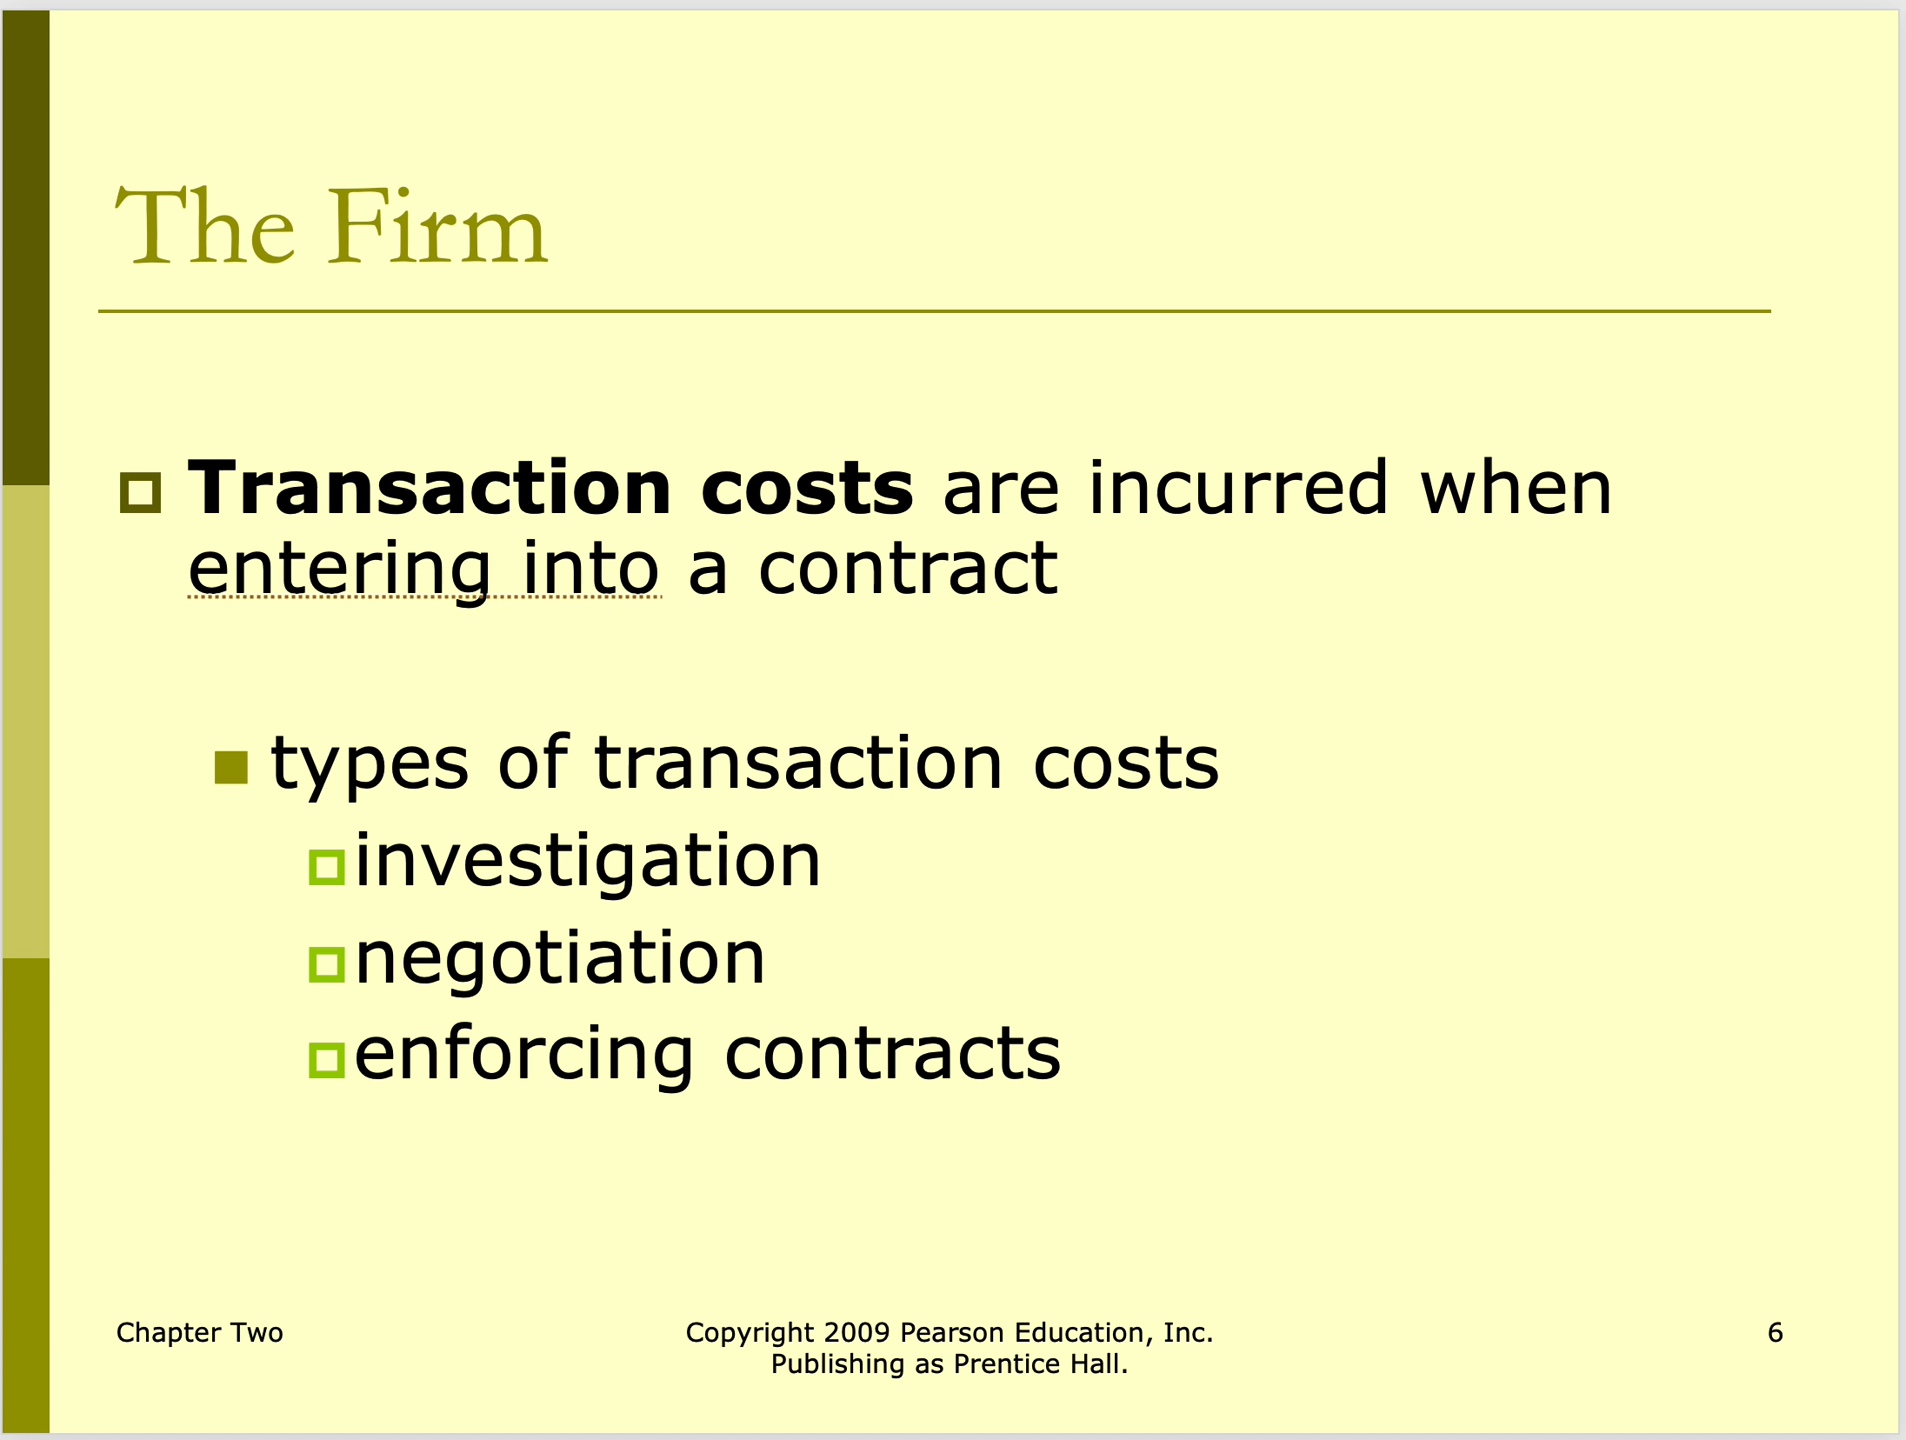 The Firm
Transaction costs are incurred when
entering into a contract
types of transaction costs
investigation
negotiation
enforcing contracts
Chapter Two
Copyright 2009 Pearson Education, Inc.
Publishing as Prentice Hall.
6